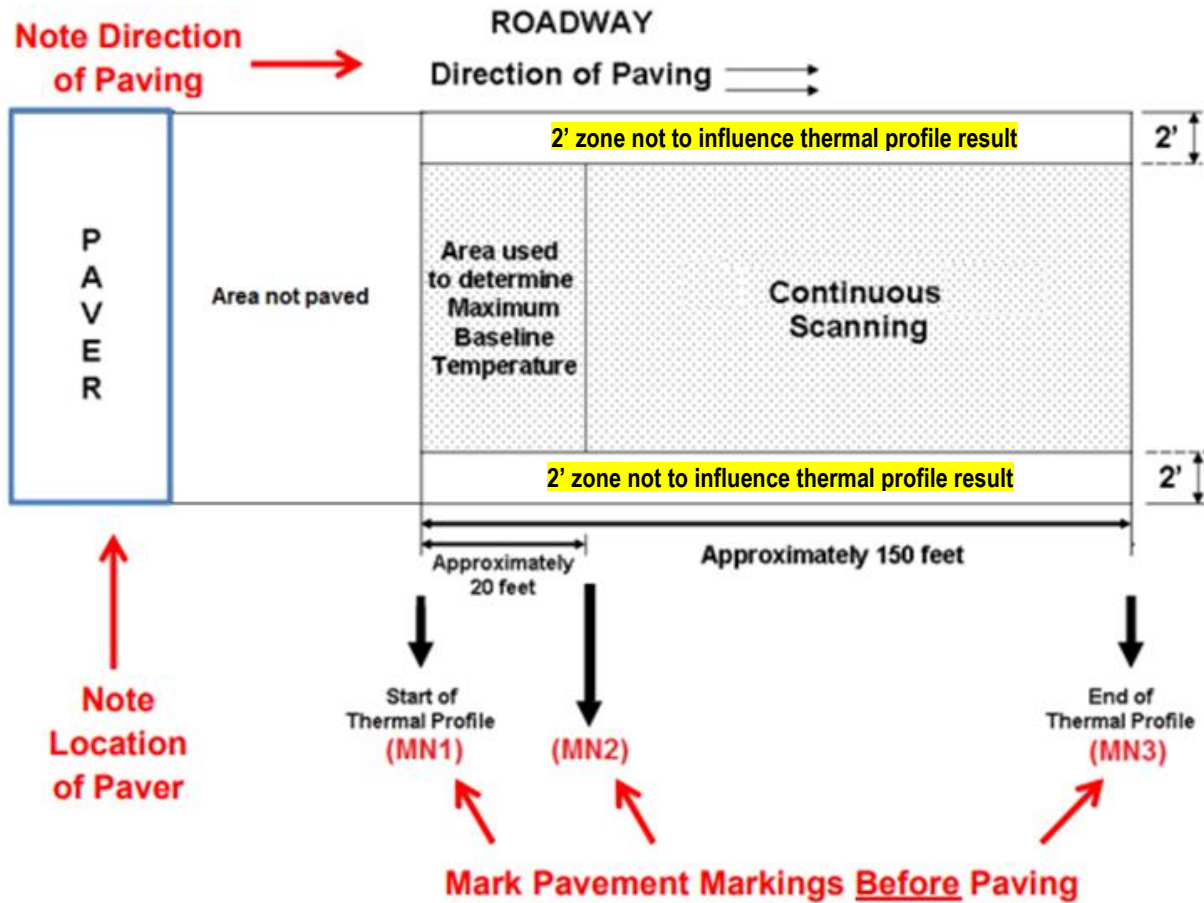 Note Direction
of Paving
ROADWAY
Direction of Paving
2’ zone not to influence thermal profile result
2'
P
A
V
E
R
Area not paved
Area used
to determine
Maximum
Baseline
Temperature
Continuous
Scanning
2’ zone not to influence thermal profile result
2'
Approximately
20 feet
Approximately 150 feet
Note
Location
of Paver
Start of
Thermal Profile
(MN1)
(MN2)
End of
Thermal Profile
(MN3)
Mark Pavement Markings Before Paving